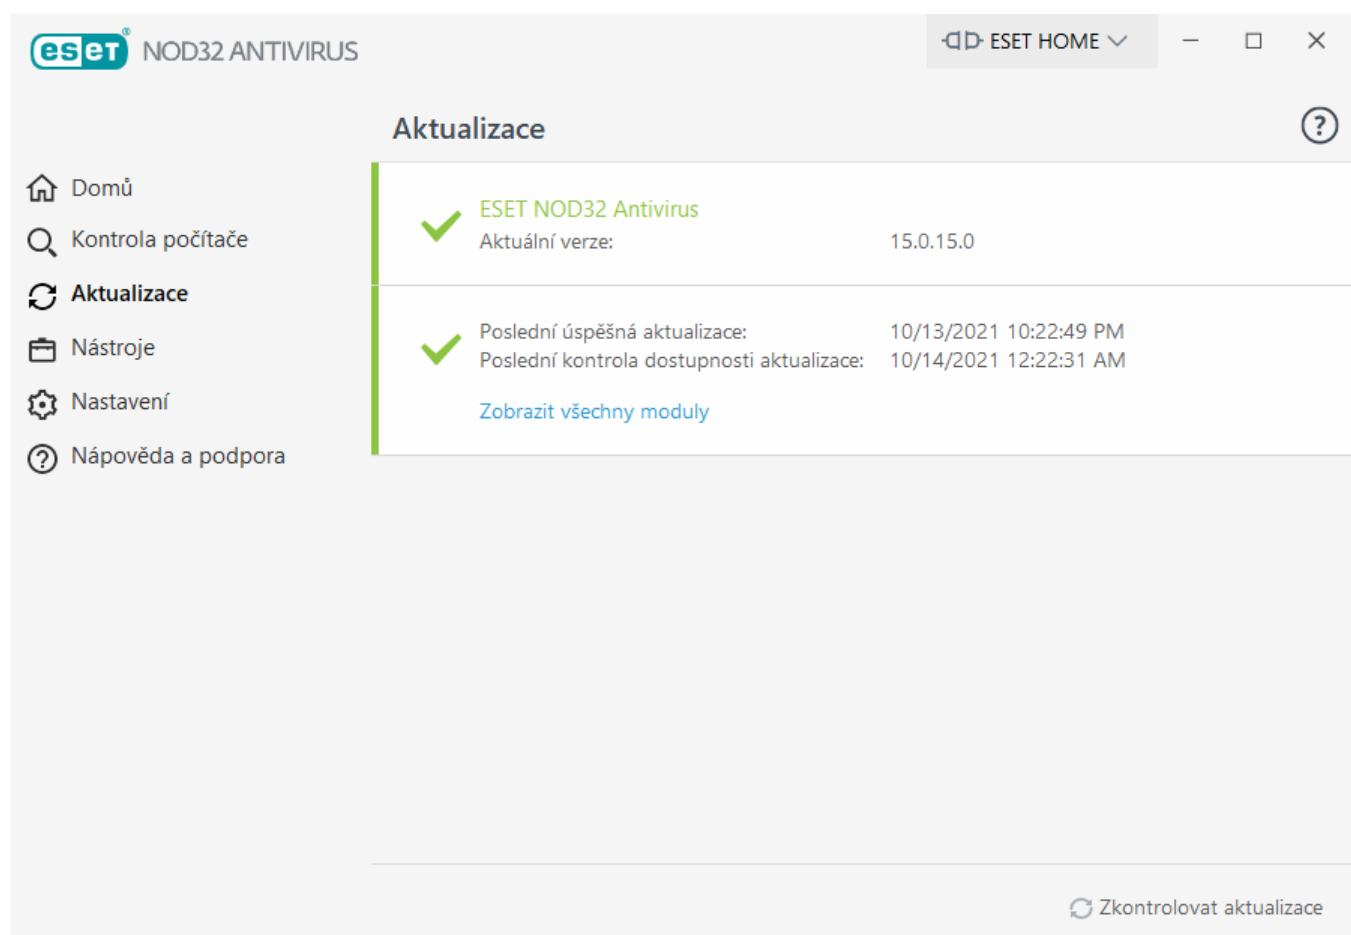 eset® NOD32 ANTIVIRUS
ESET HOME
Aktualizace
Domů
Kontrola počítače
Aktualizace
Nástroje
Nastavení
Nápověda a podpora
ESET NOD32 Antivirus
Aktuální verze: 15.0.15.0
Poslední úspěšná aktualizace: 10/13/2021 10:22:49 PM
Poslední kontrola dostupnosti aktualizace: 10/14/2021 12:22:31 AM
Zobrazit všechny moduly
Zkontrolovat aktualizace